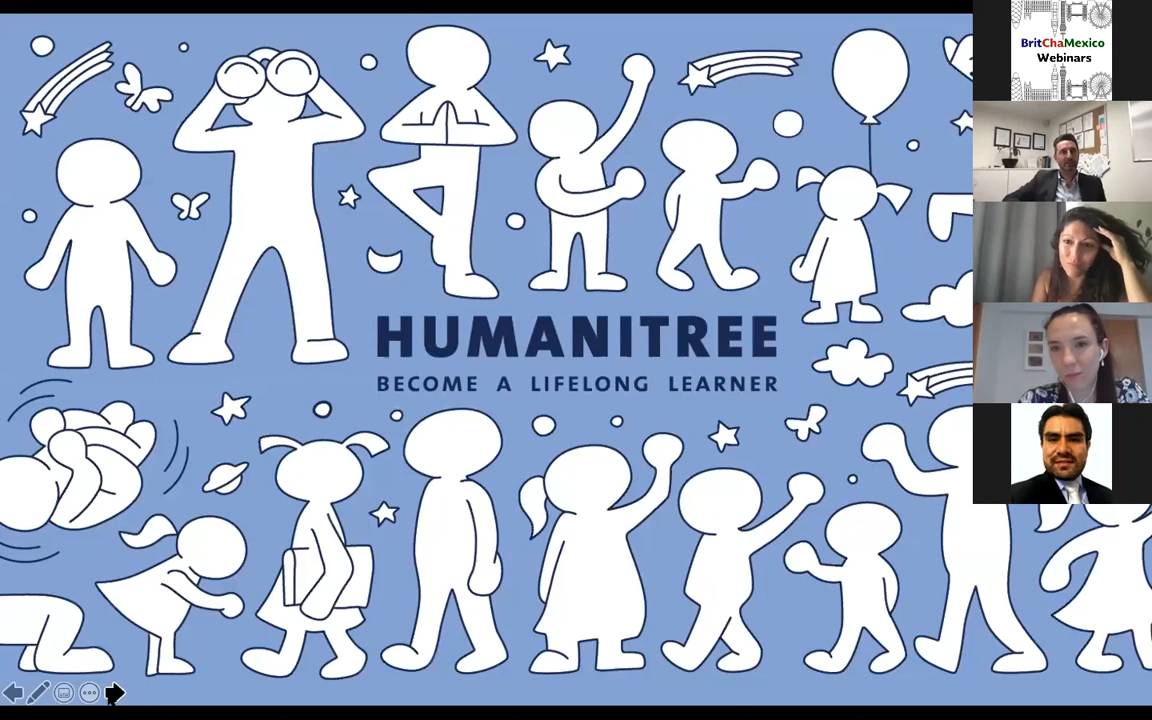 HUMANITREE
BECOME A LIFELONG LEARNER
BritChaMexico
Webinars